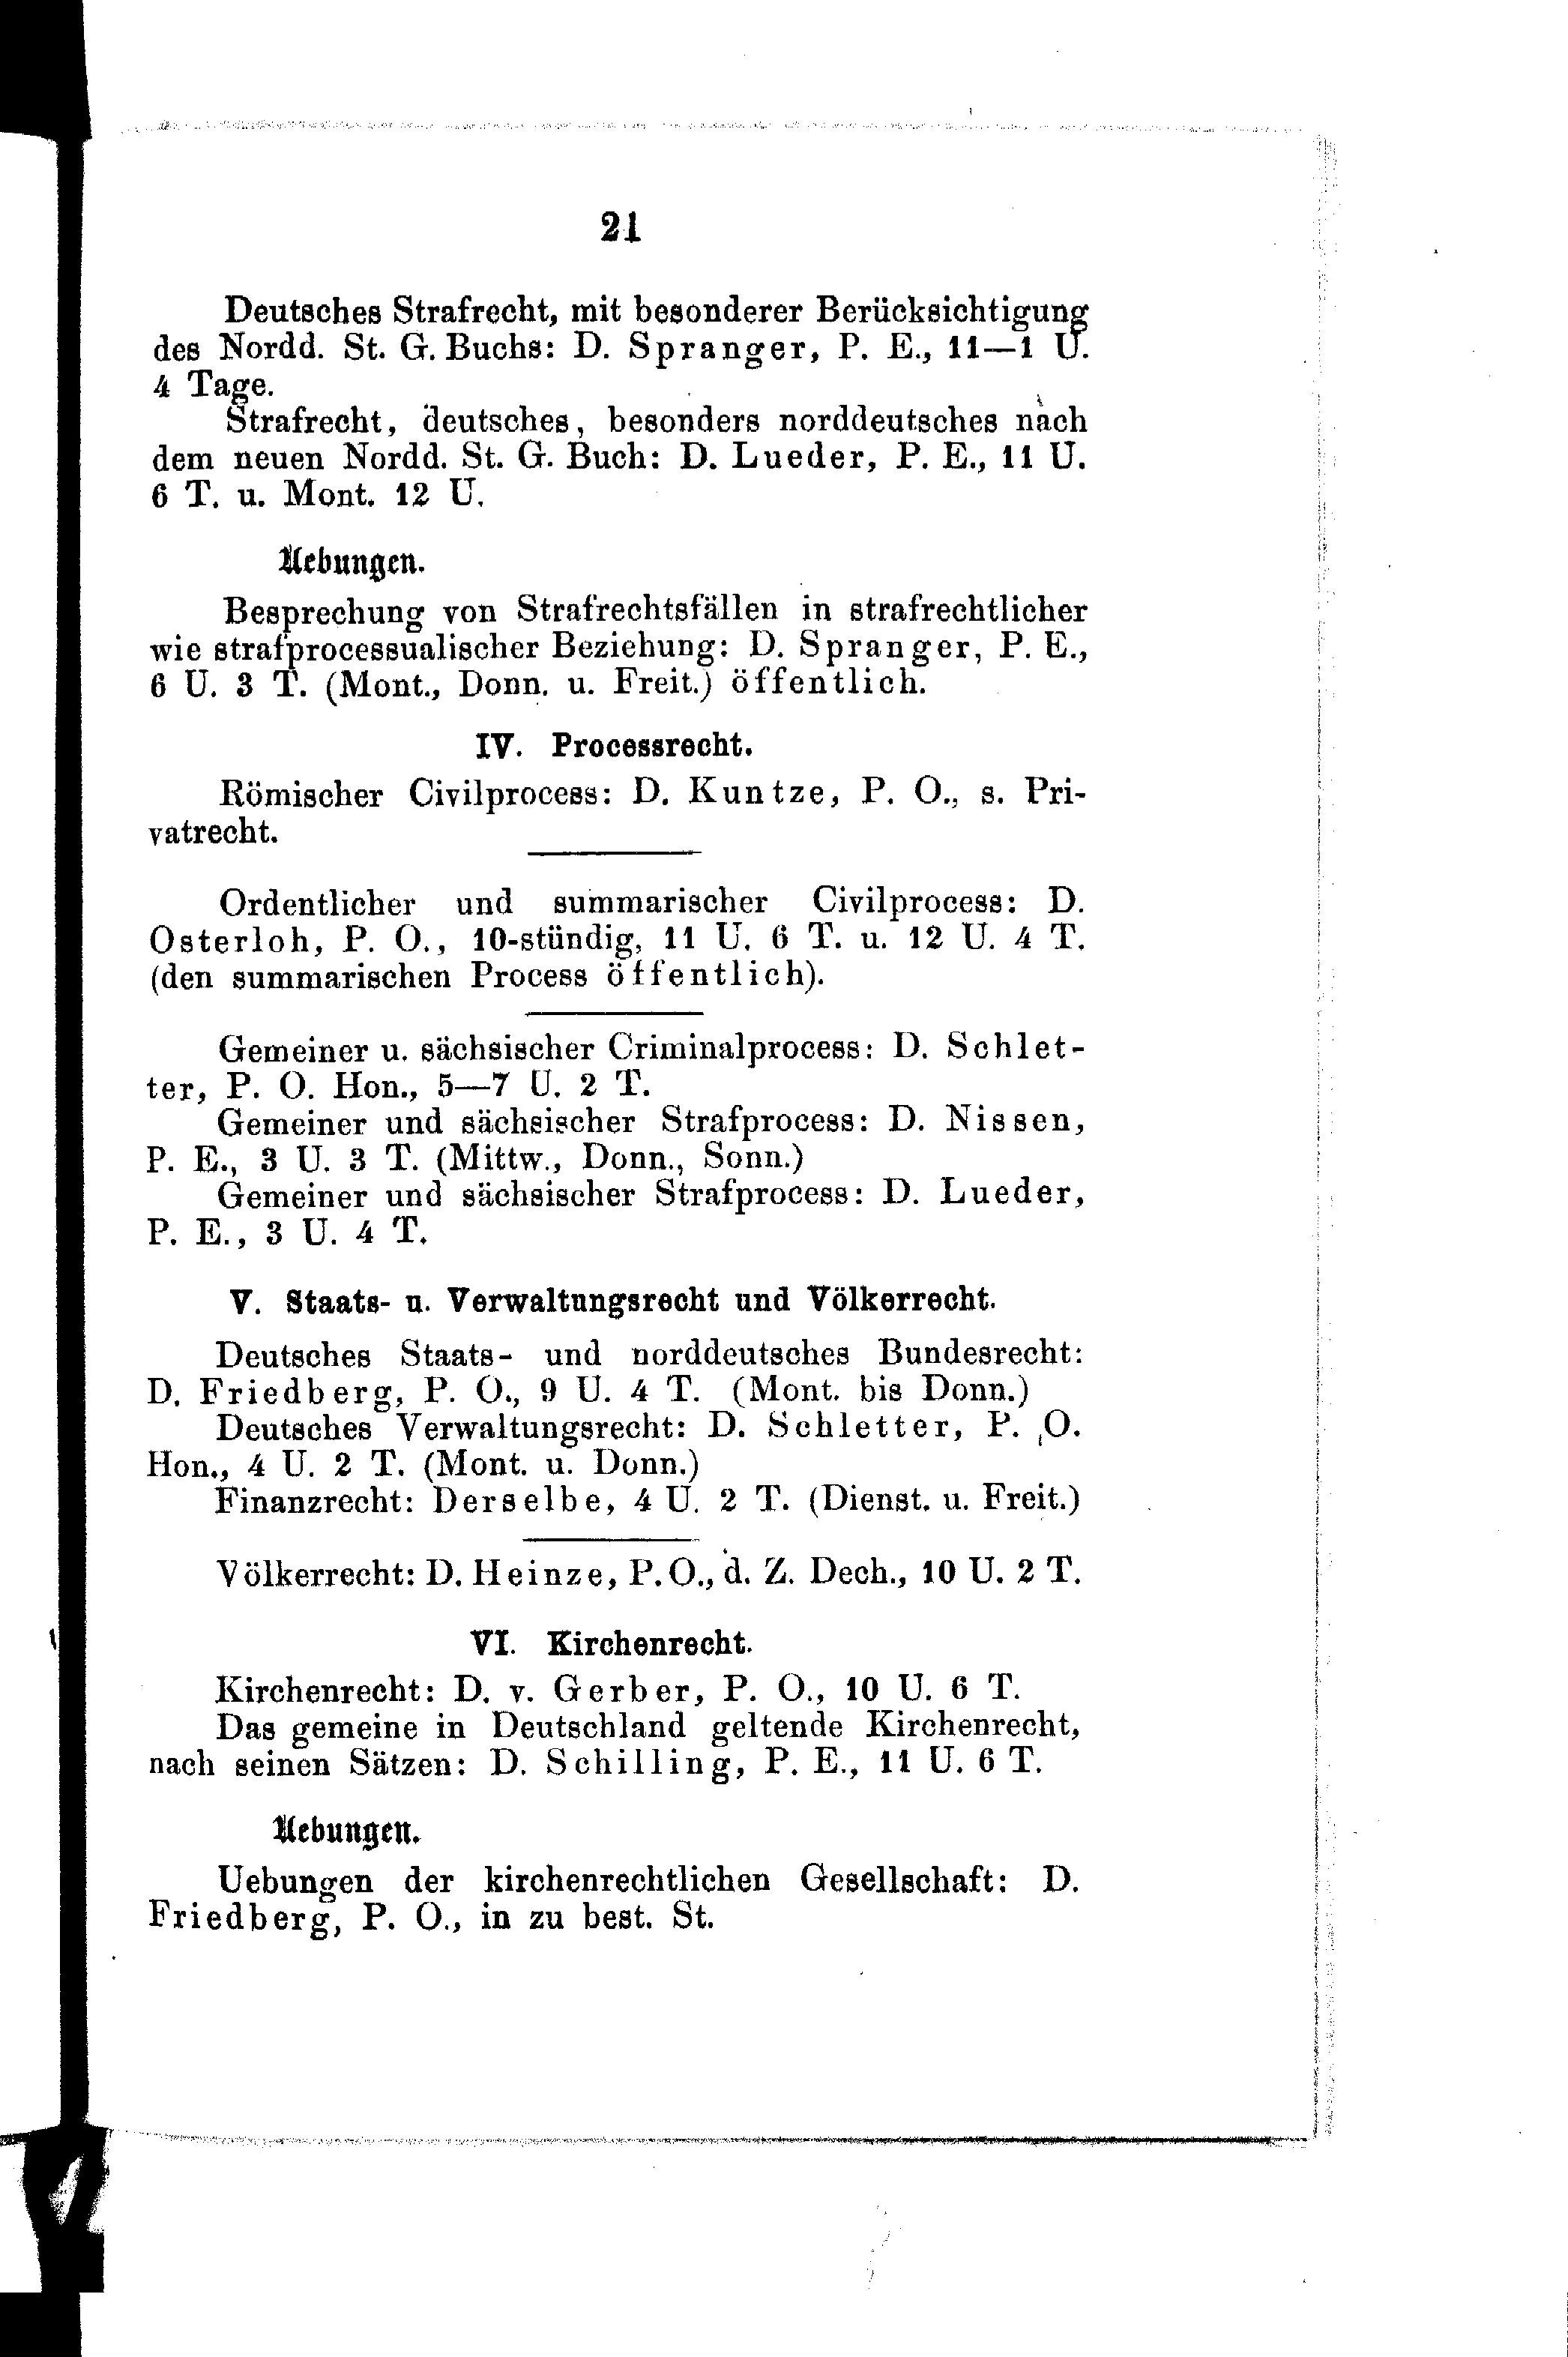 21
Deutsches Strafrecht, mit besonderer Berücksichtigung
des Nordd. St. G. Buchs: D. Spranger, P. E., 11—1 U.
4 Tage.
Strafrecht, deutsches, besonders norddeutsches nach
dem neuen Nordd. St. G. Buch: D. Lueder, P. E., 11 U.
6 T. u. Mont. 12 U.
Uebungen.
Besprechung von Strafrechtsfällen in strafrechtlicher
wie strafprocessualischer Beziehung: D. Spranger, P. E.,
6 U. 3 T. (Mont., Donn. u. Freit.) öffentlich.
IV. Processrecht.
Römischer Civilprocess: D. Kuntze, P. O., s. Pri-
vatrecht.
Ordentlicher und summarischer Civilprocess: D.
Osterloh, P. O., 10-stündig, 11 U. 6 T. u. 12 U. 4 T.
(den summarischen Process öffentlich).
Gemeiner u. sächsischer Criminalprocess: D. Schlet-
ter, P. O. Hon., 5—7 U. 2 T.
Gemeiner und sächsischer Strafprocess: D. Nissen,
P. E., 3 U. 3 T. (Mittw., Donn., Sonn.)
Gemeiner und sächsischer Strafprocess: D. Lueder,
P. E., 3 U. 4 T.
V. Staats- u. Verwaltungsrecht und Völkerrecht.
Deutsches Staats- und norddeutsches Bundesrecht:
D. Friedberg, P. O., 9 U. 4 T. (Mont. bis Donn.)
Deutsches Verwaltungsrecht: D. Schletter, P. O.
Hon., 4 U. 2 T. (Mont. u. Donn.)
Finanzrecht: Derselbe, 4 U. 2 T. (Dienst. u. Freit.)
Völkerrecht: D. Heinze, P. O., d. Z. Dech., 10 U. 2 T.
VI. Kirchenrecht.
Kirchenrecht: D. v. Gerber, P. O., 10 U. 6 T.
Das gemeine in Deutschland geltende Kirchenrecht,
nach seinen Sätzen: D. Schilling, P. E., 11 U. 6 T.
Uebungen.
Uebungen der kirchenrechtlichen Gesellschaft: D.
Friedberg, P. O., in zu best. St.